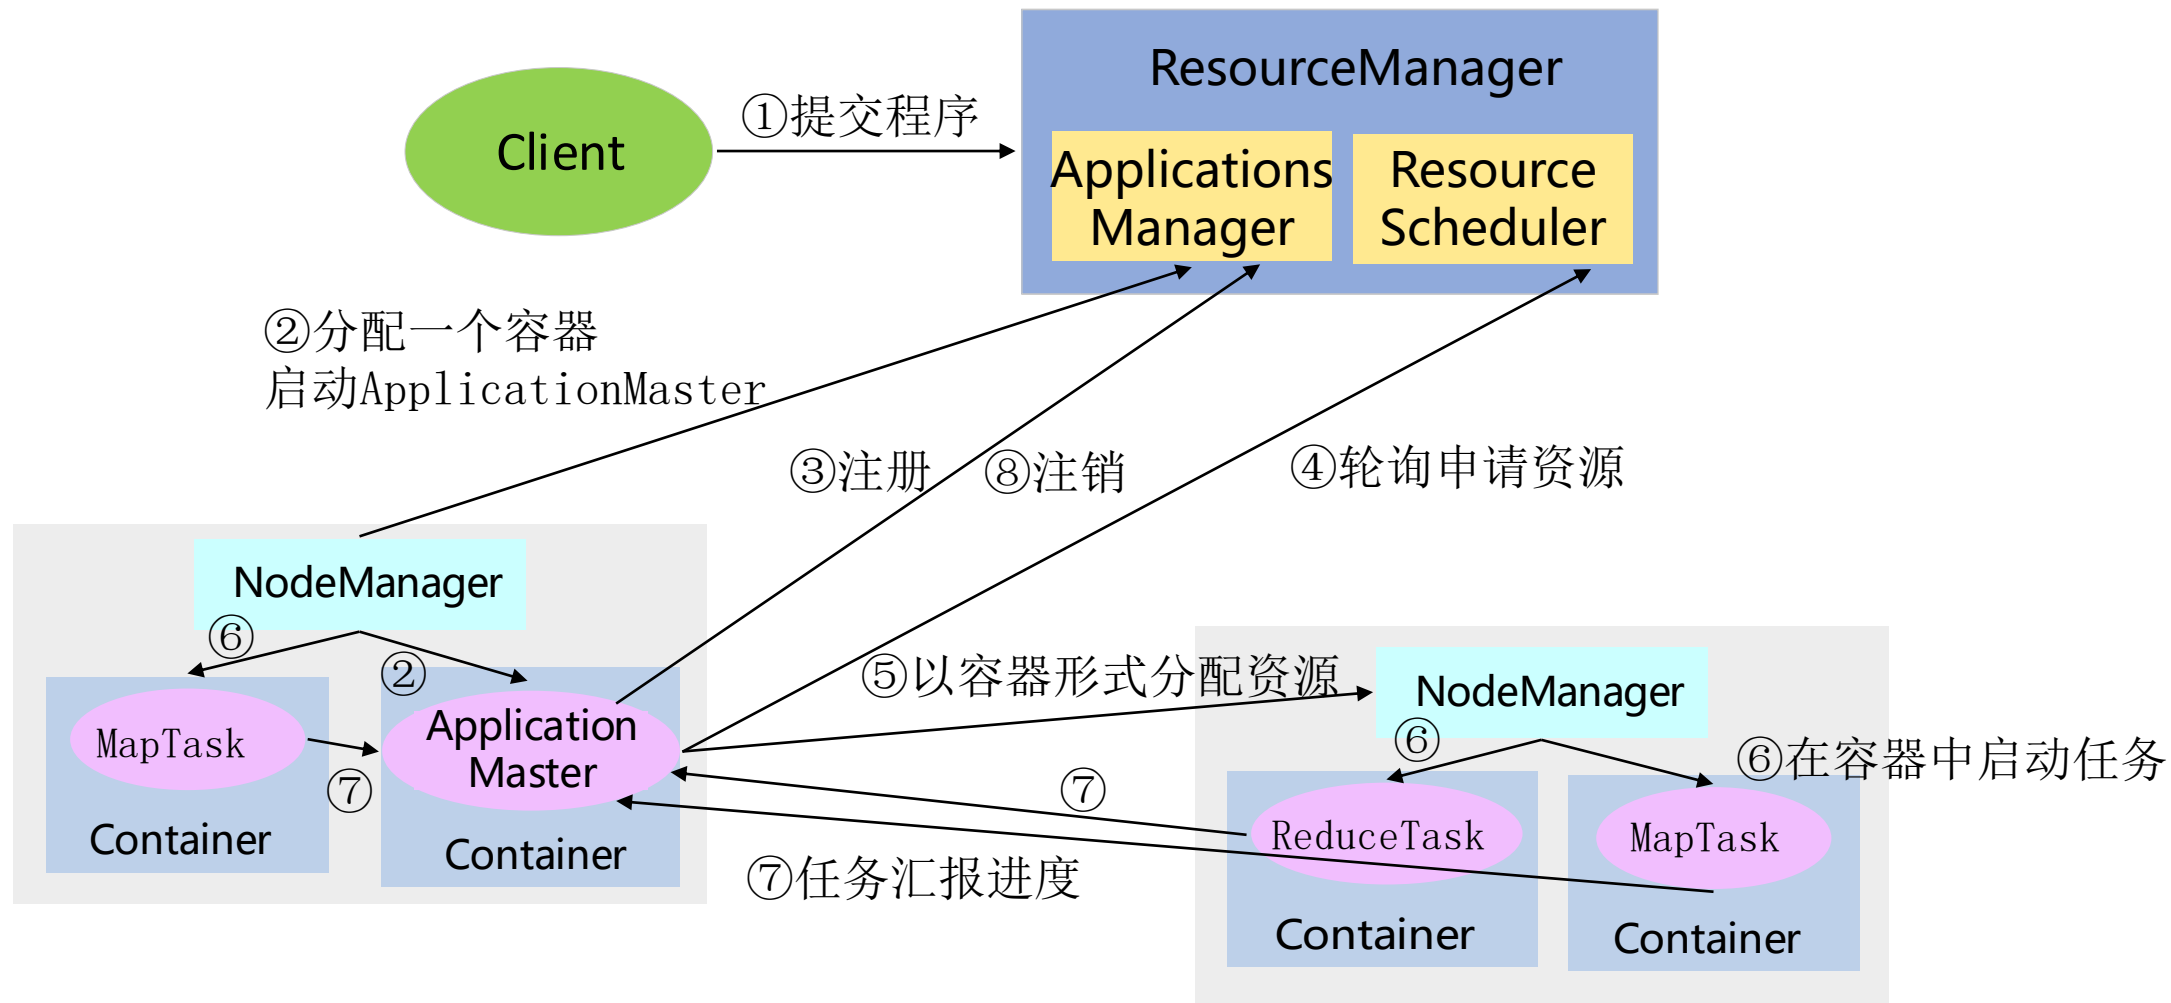 ResourceManager
①提交程序
Client
Applications
Manager
Resource
Scheduler
②分配一个容器
启动ApplicationMaster
③注册
⑧注销
④轮询申请资源
NodeManager
⑥
②
MapTask
Application
Master
⑦
Container
Container
⑤以容器形式分配资源
NodeManager
⑥
⑥在容器中启动任务
⑦
ReduceTask
MapTask
⑦任务汇报进度
Container
Container